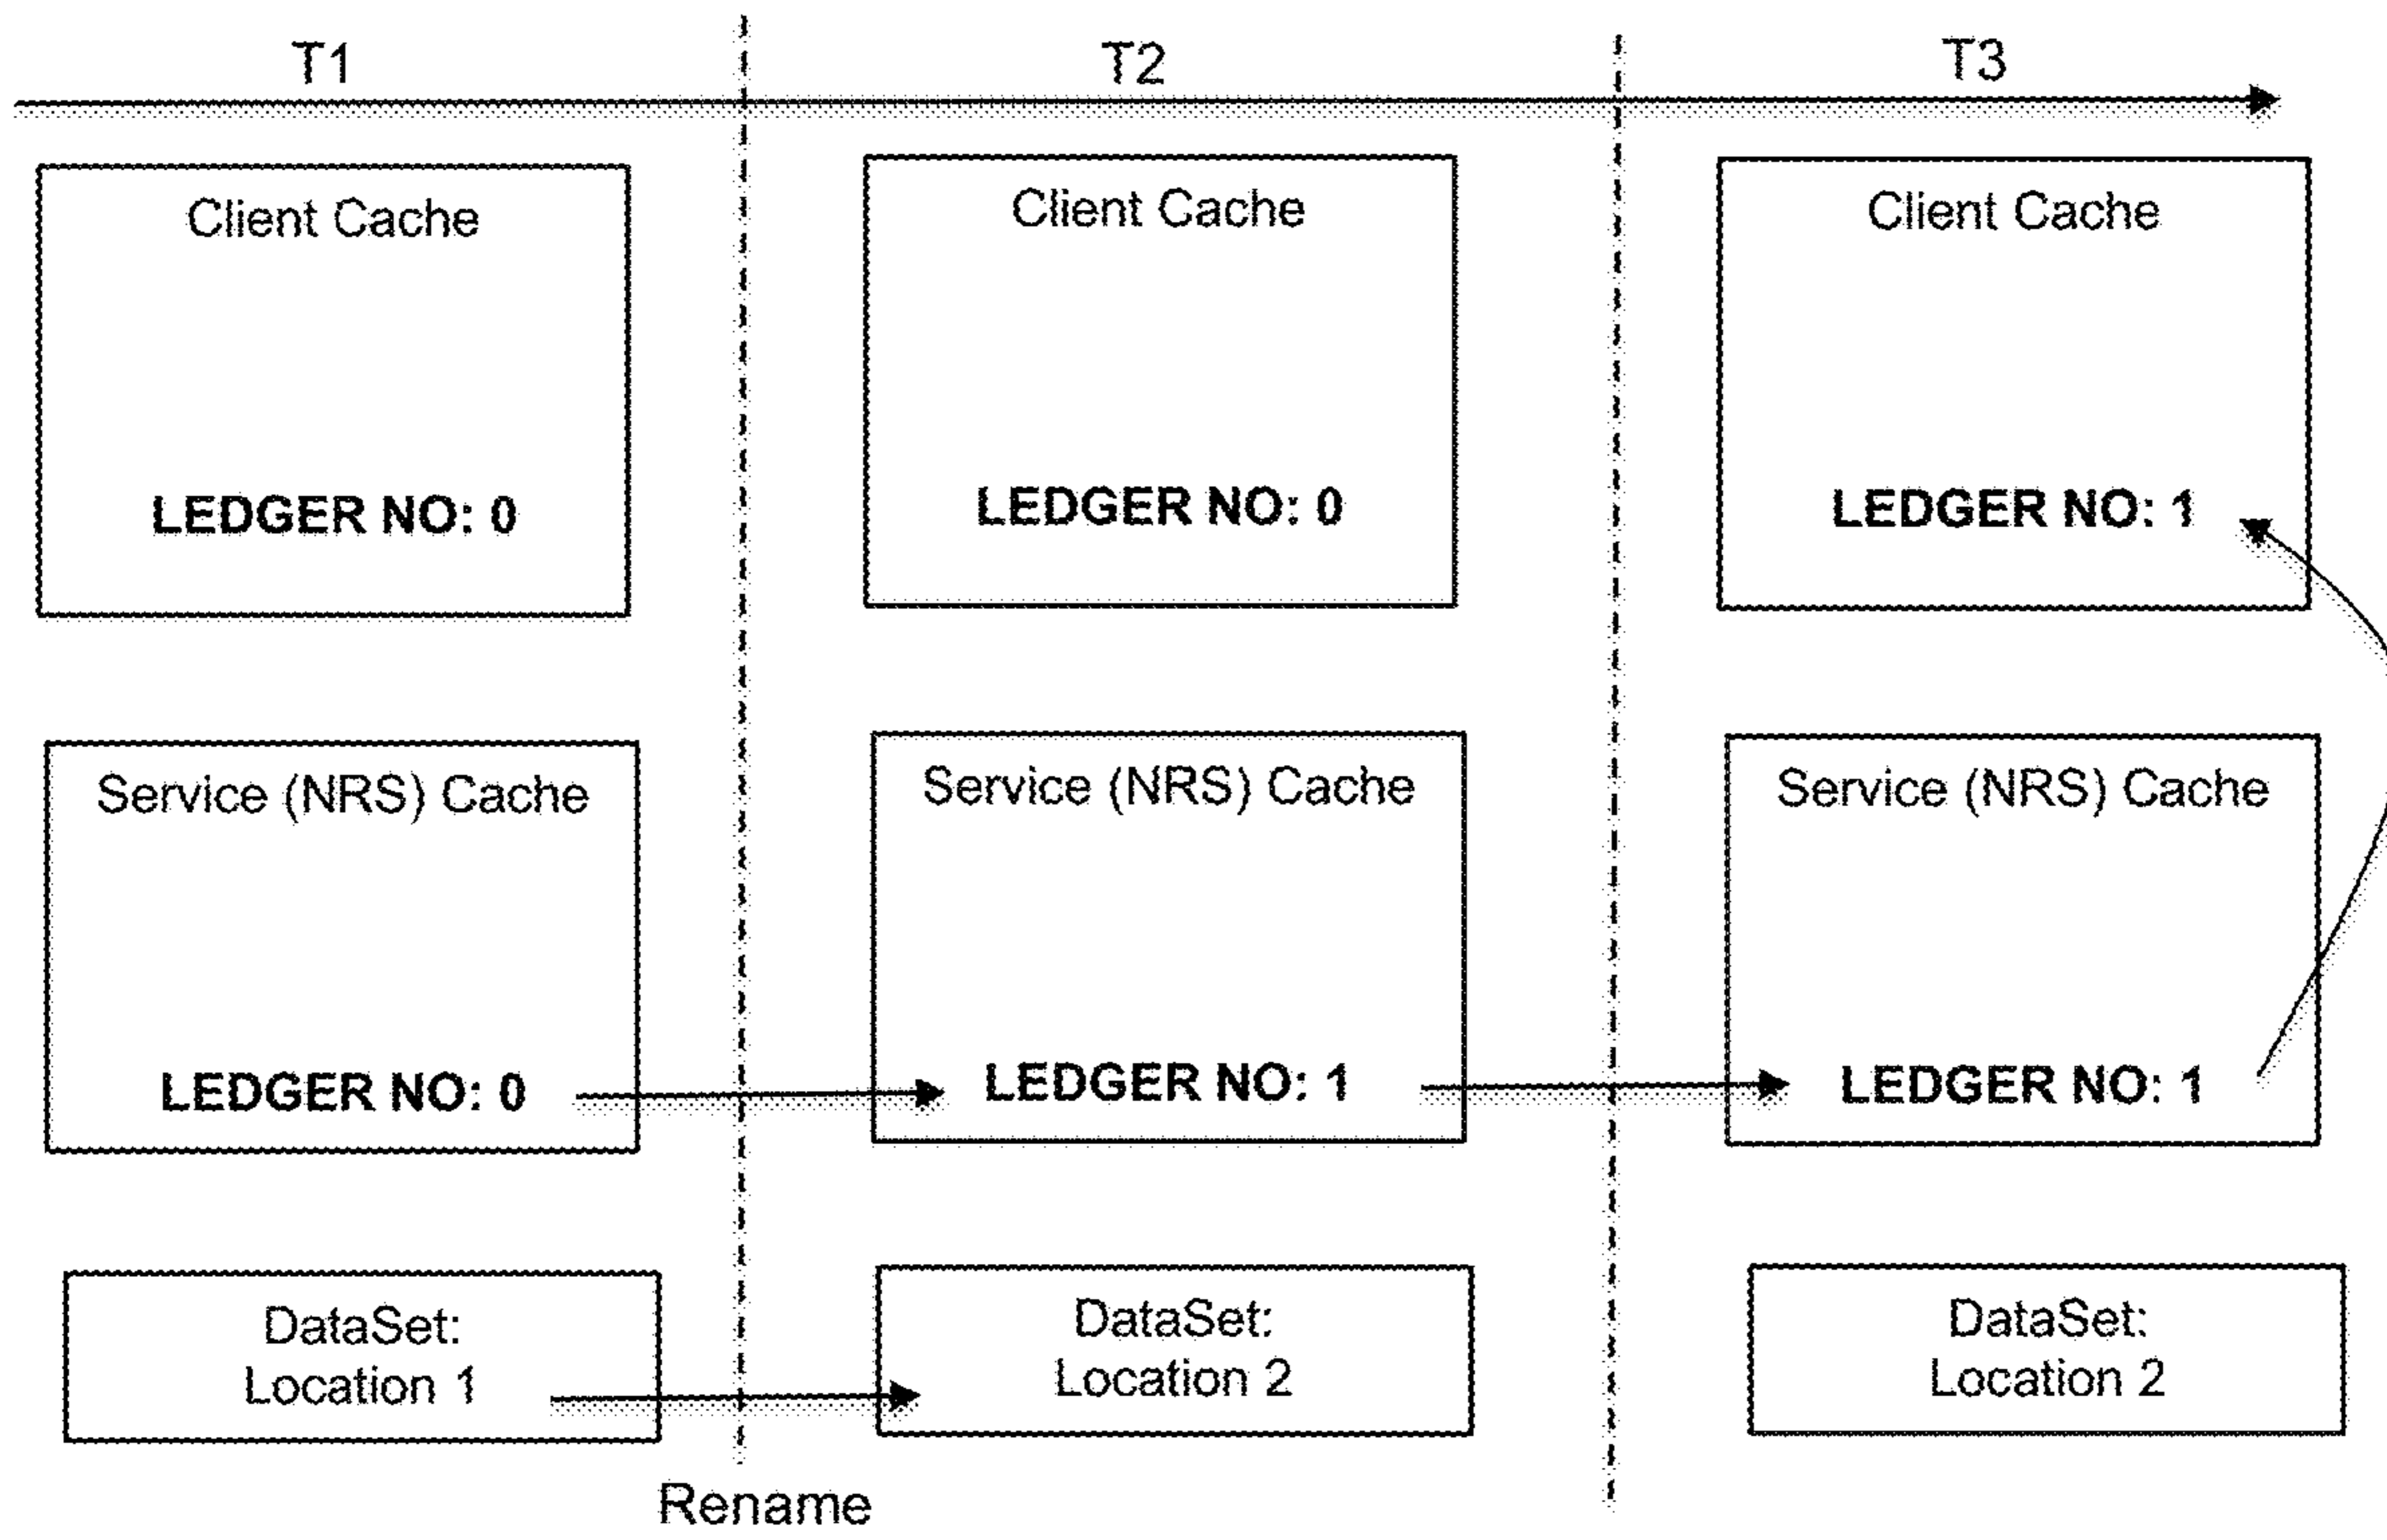 T1
T2
T3
Client Cache
Client Cache
Client Cache
LEDGER NO: 0
LEDGER NO: 0
LEDGER NO: 1
Service (NRS) Cache
Service (NRS) Cache
Service (NRS) Cache
LEDGER NO: 0
LEDGER NO: 1
LEDGER NO: 1
DataSet:
Location 1
DataSet:
Location 2
DataSet:
Location 2
Rename